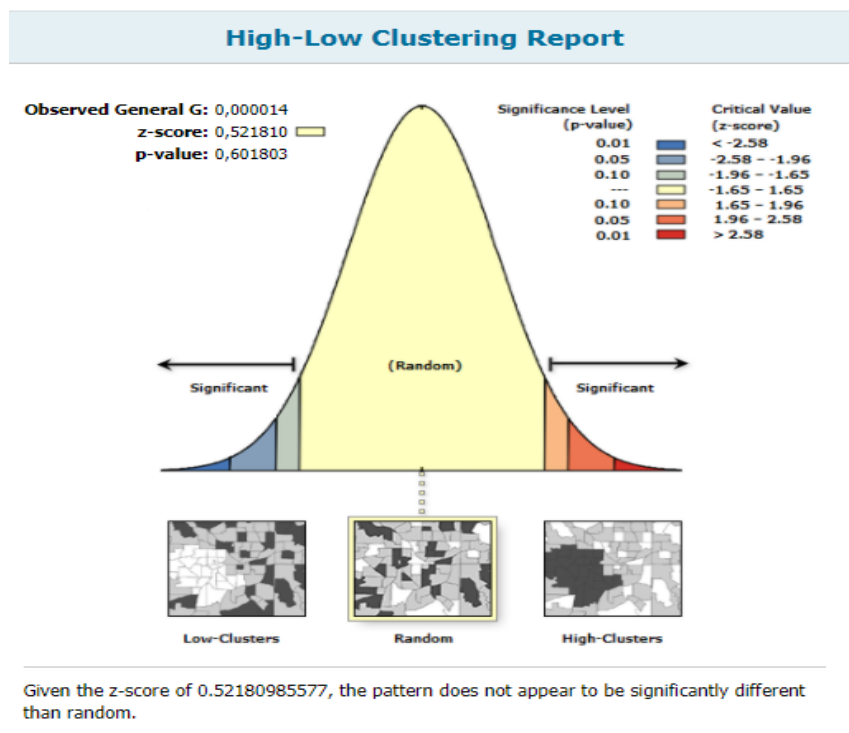 High-Low Clustering Report
Observed General G: 0,000014
z-score: 0,521810
p-value: 0,601803
Significance Level
(p-value)
Critical Value
(z-score)
0.01 < -2.58
0.05 -2.58 - -1.96
0.10 -1.96 - -1.65
--- -1.65 - 1.65
0.10 1.65 - 1.96
0.05 1.96 - 2.58
0.01 > 2.58
(Random)
Significant
Significant
Low-Clusters
Random
High-Clusters
Given the z-score of 0.52180985577, the pattern does not appear to be significantly different
than random.